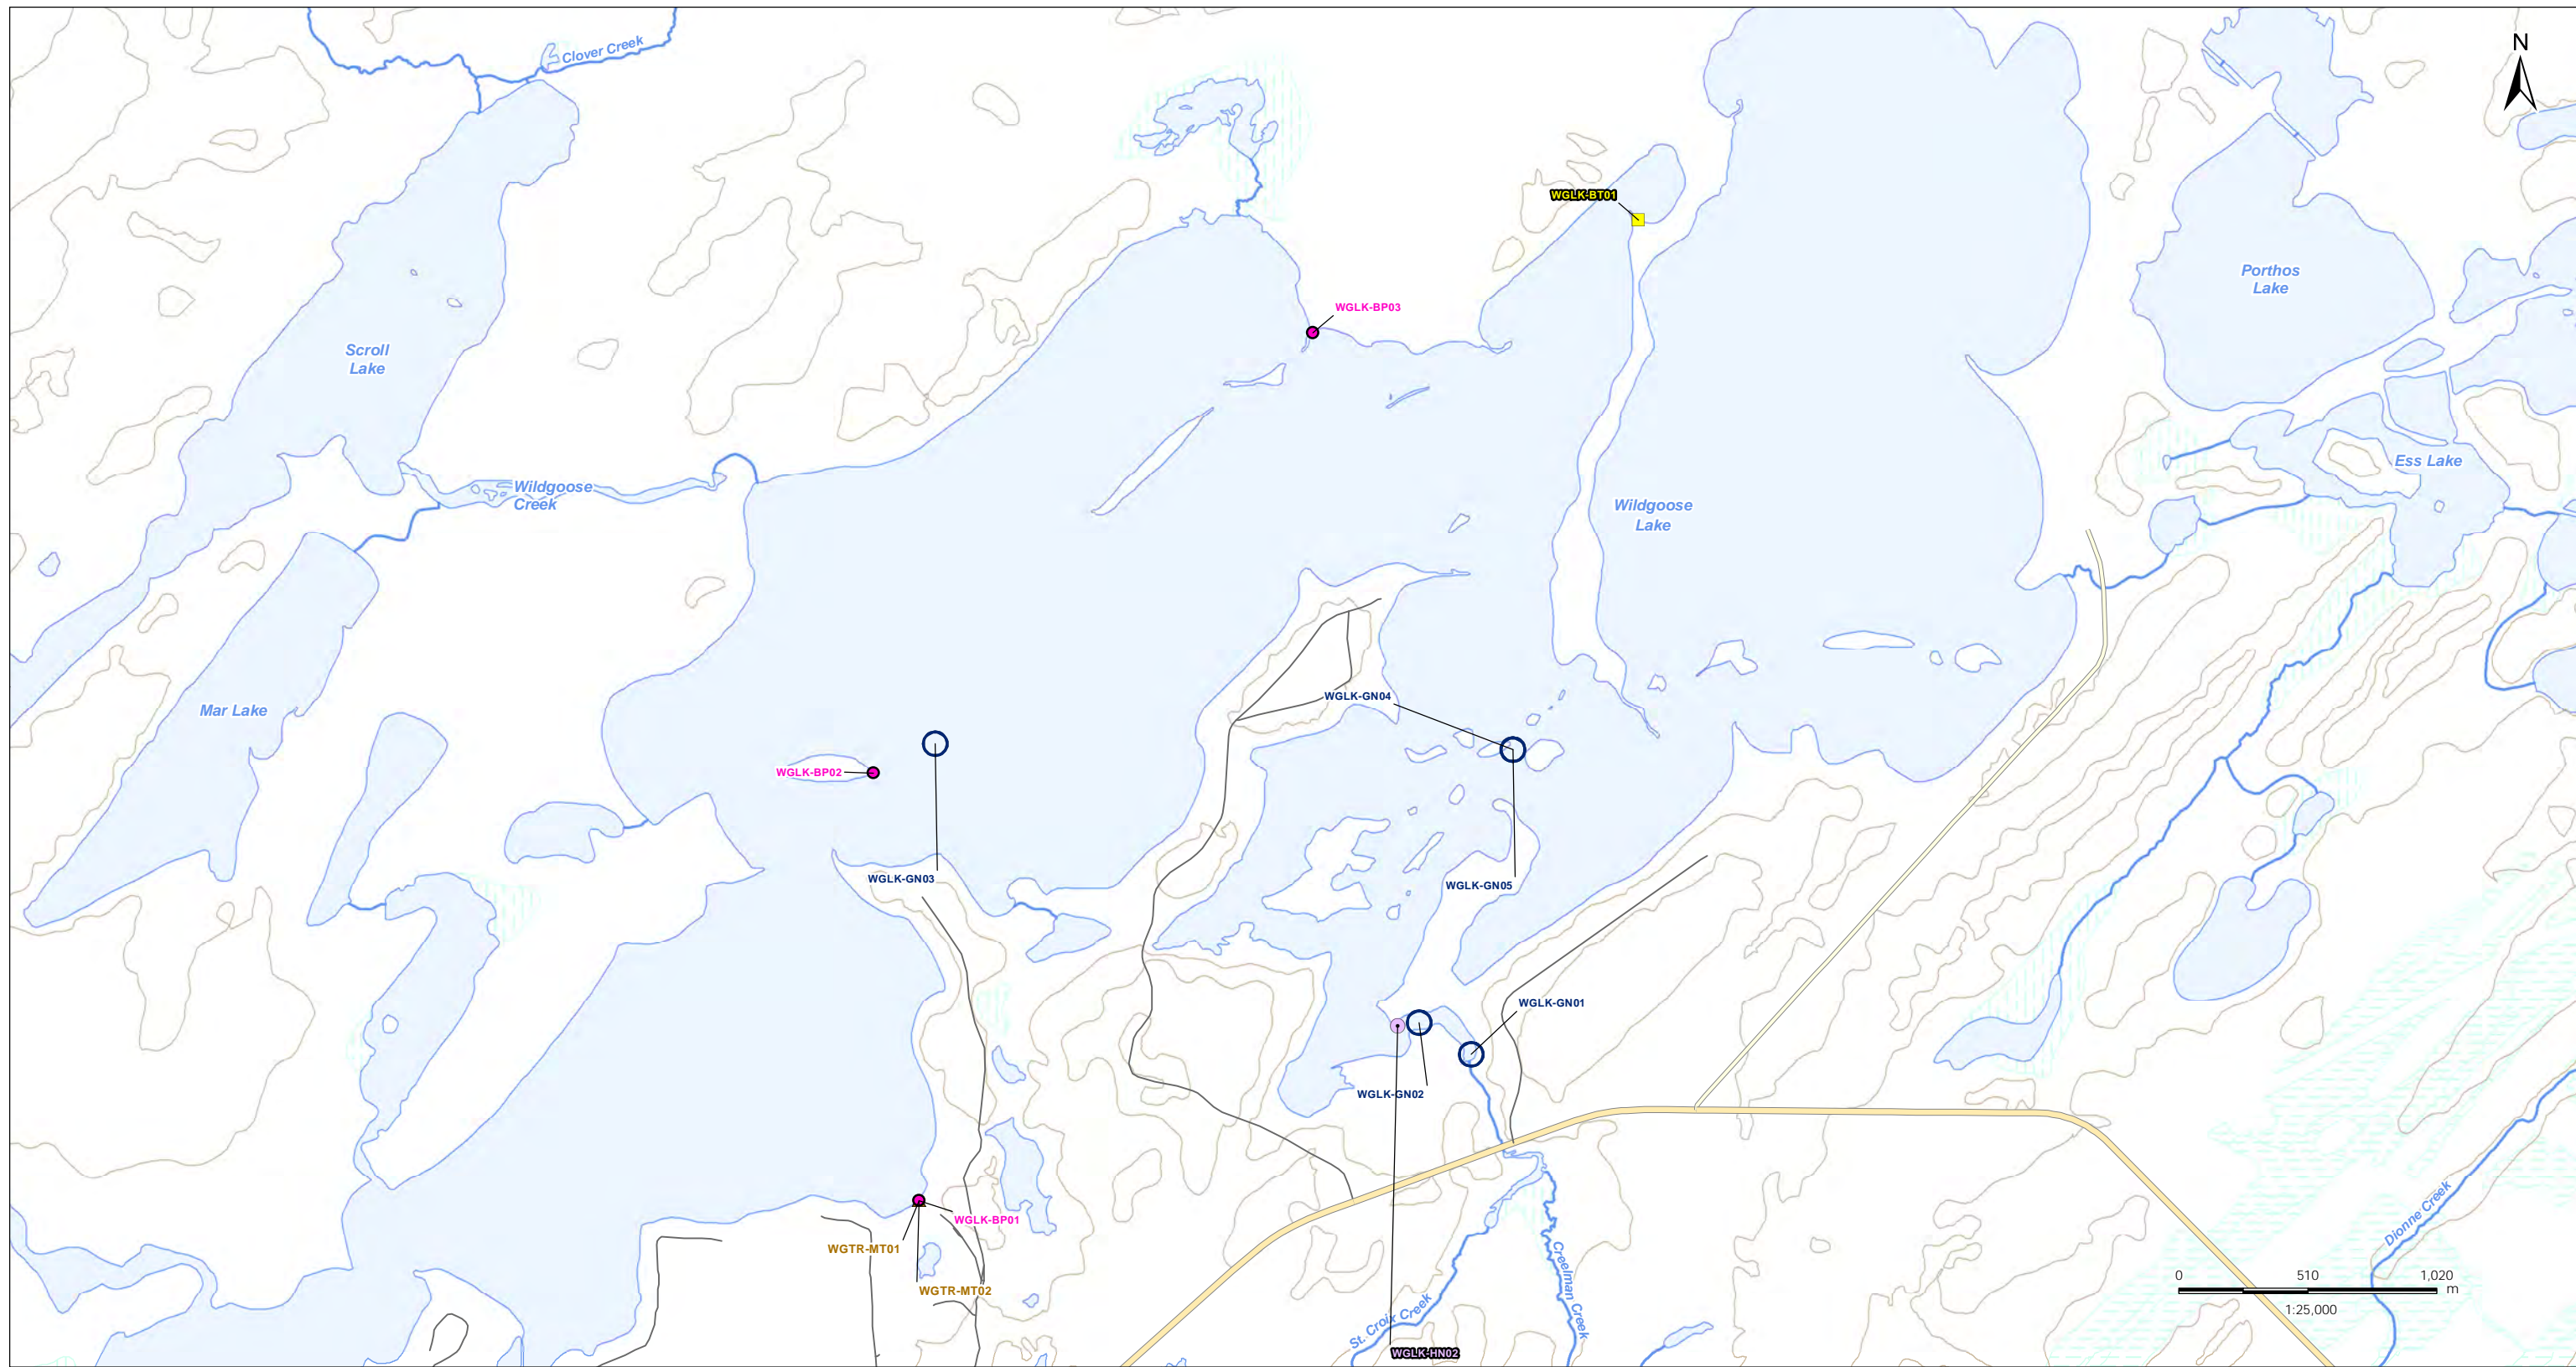 Clover Creek
N
WGLK-BT01
Porthos
Lake
WGLK-BP03
Scroll
Lake
Ess Lake
Wildgoose
Creek
Wildgoose
Lake
WGLK-GN04
Mar Lake
WGLK-BP02
WGLK-GN03
WGLK-GN05
WGLK-GN01
WGLK-GN02
WGLK-BP01
WGTR-MT01
WGTR-MT02
Creelman Creek
St. Croix Creek
Dionne Creek
0 510 1,020
m
1:25,000
WGLK-HN02